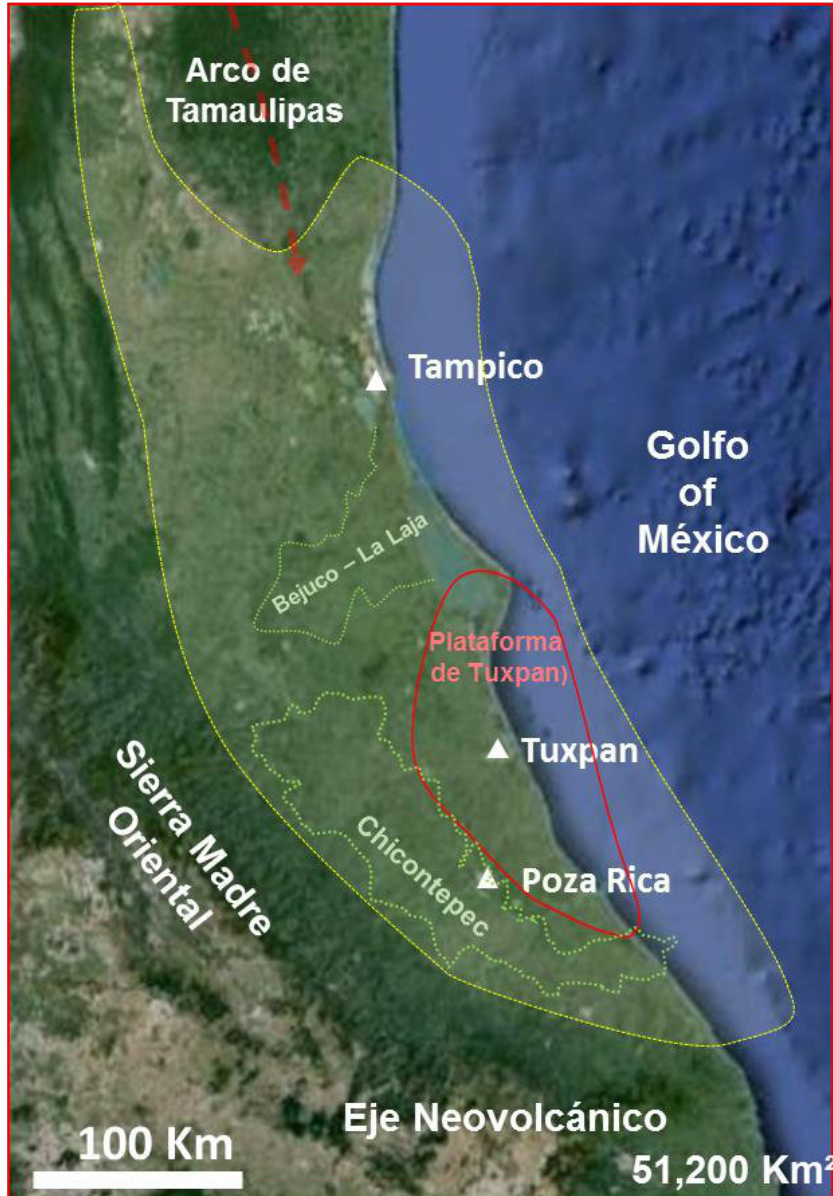 Arco de
Tamaulipas
Tampico
Golfo
of
México
Bejuco – La Laja
Plataforma
de Tuxpan)
Tuxpan
Sierra Madre
Oriental
Chicontepec
Poza Rica
Eje Neovolcánico
100 Km
51,200 Km²